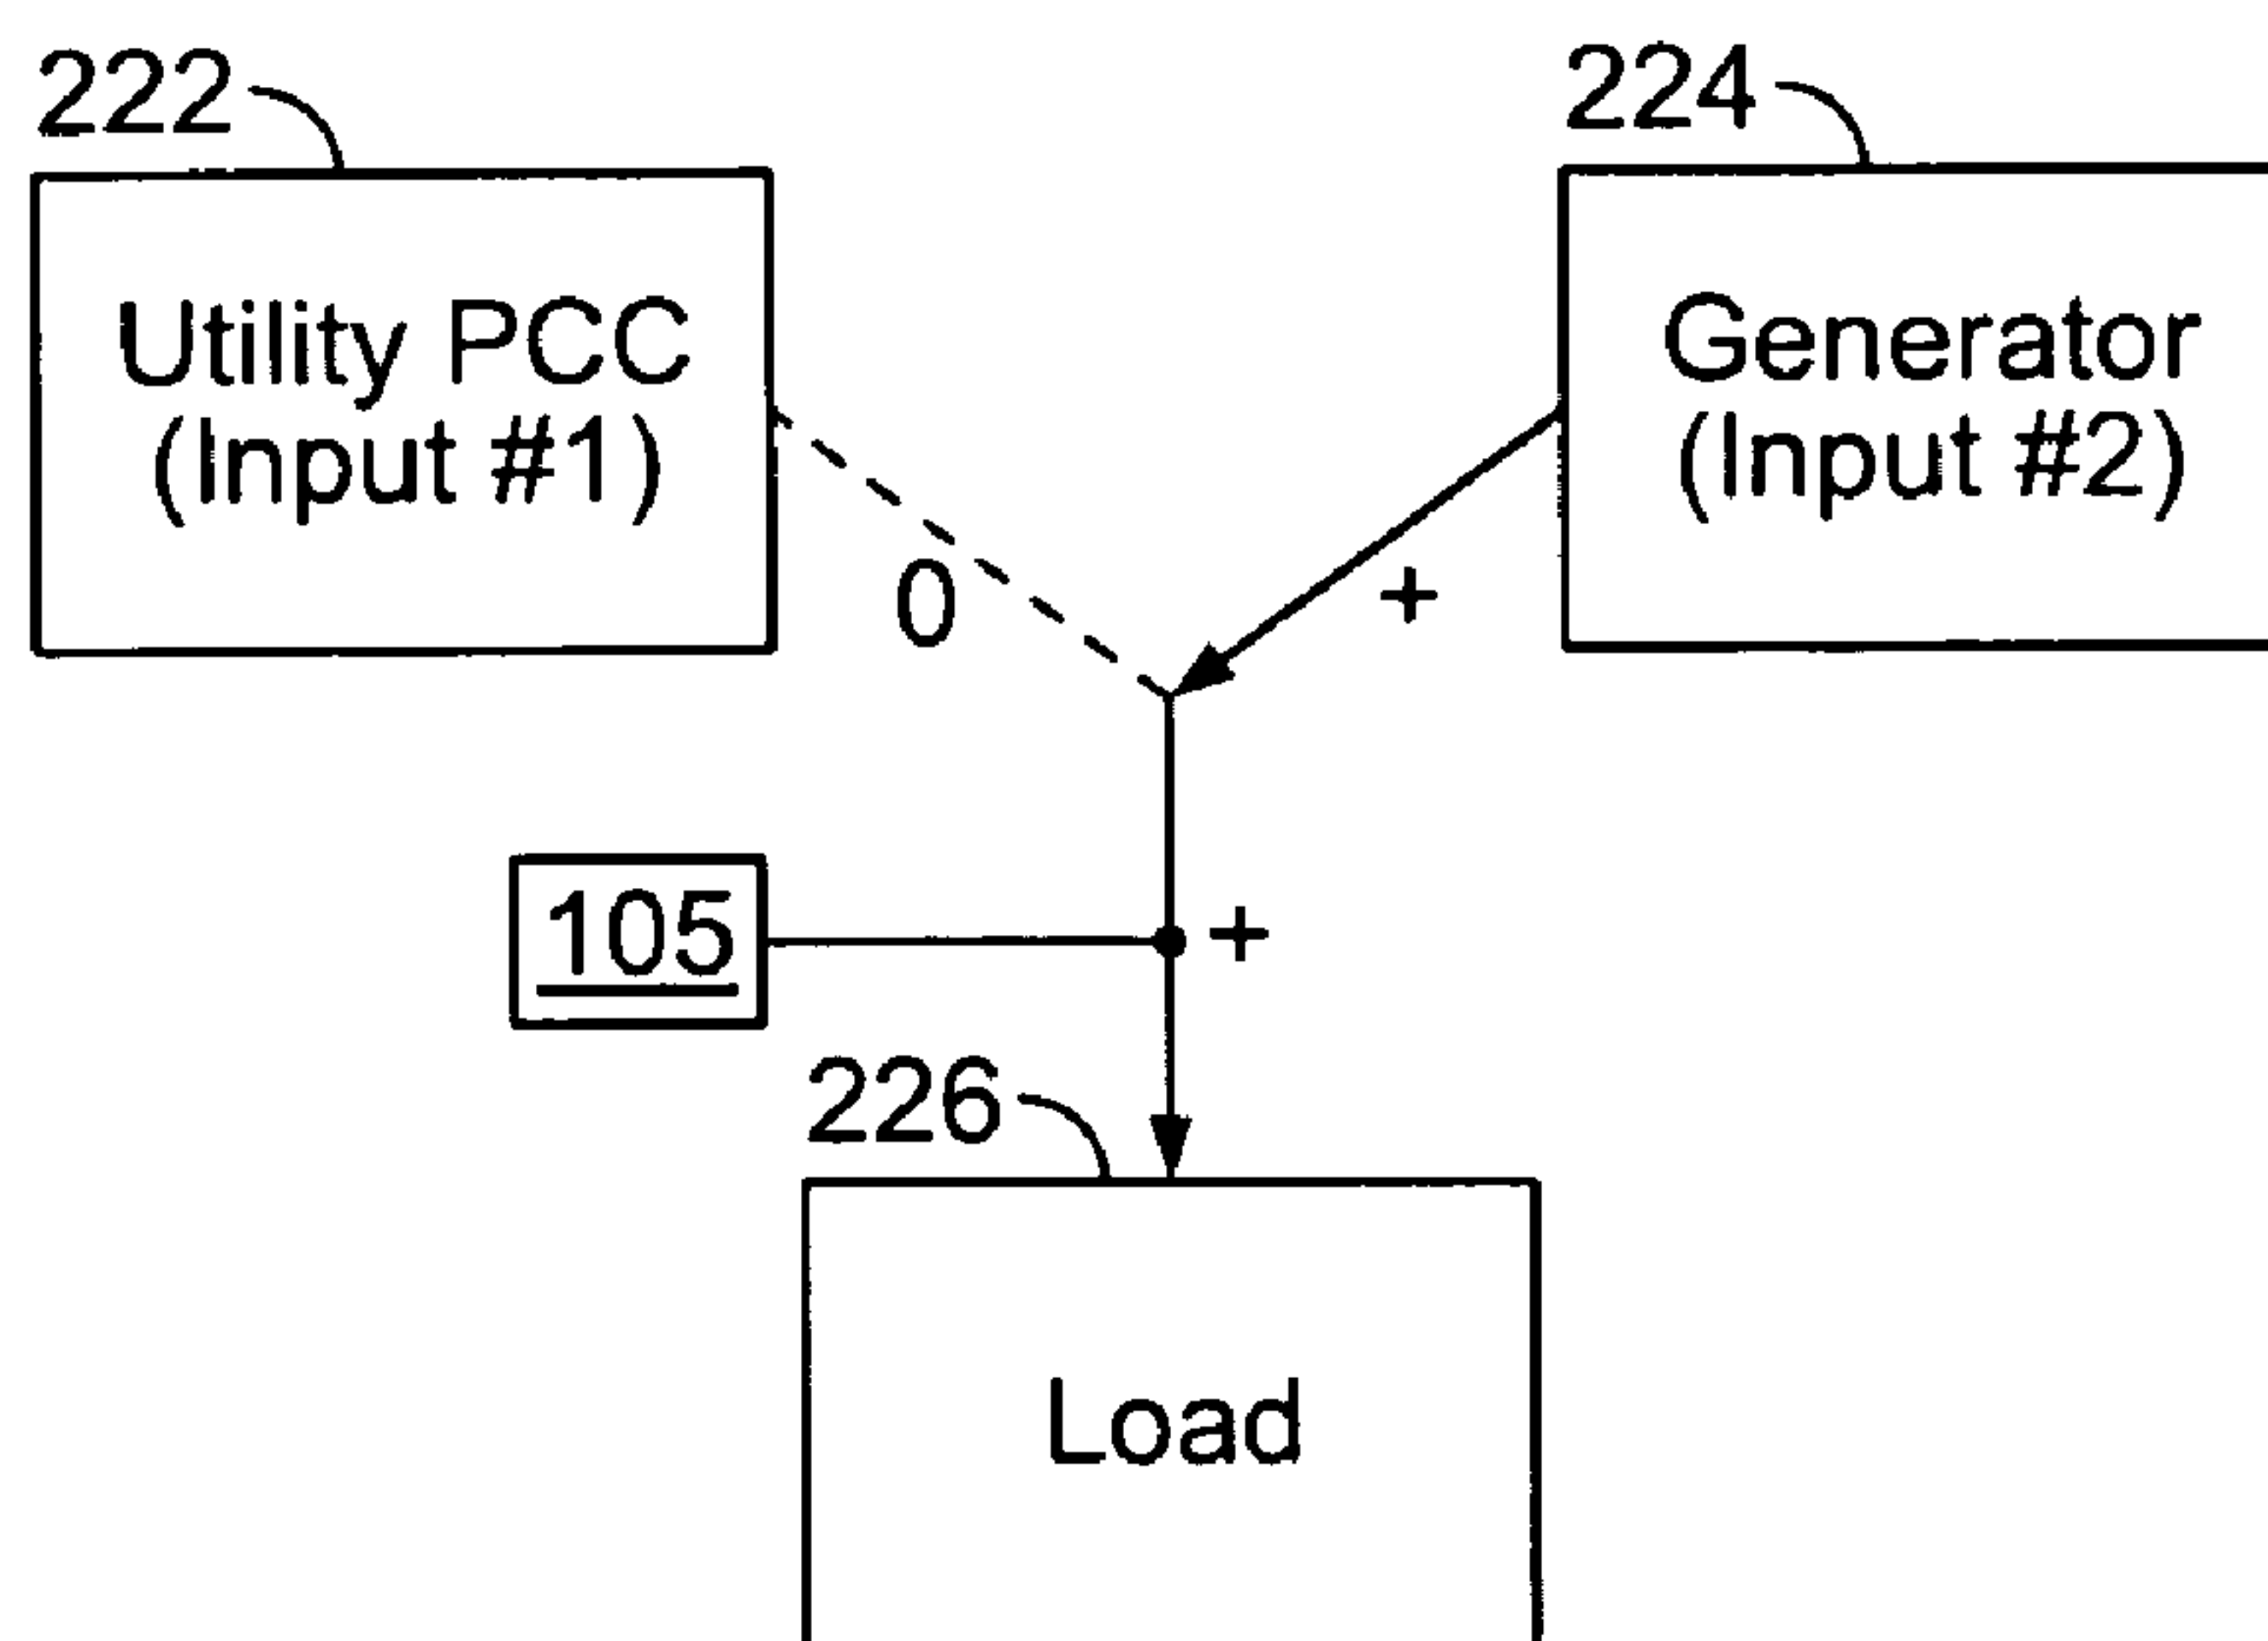 222
224
Utility PCC
(Input #1)
Generator
(Input #2)
0
+
105
+
226
Load